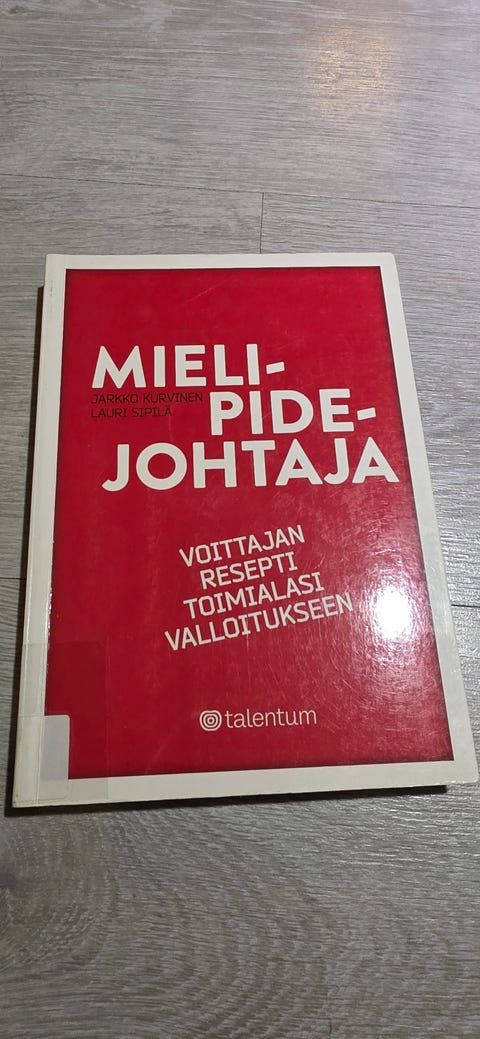 MIELI-
JARKKO KURVINEN
LAURI SIPILÄ
PIDE-
JOHTAJA
VOITTAJAN
RESEPTI
TOIMIALASI
VALLOITUKSEEN
talentum